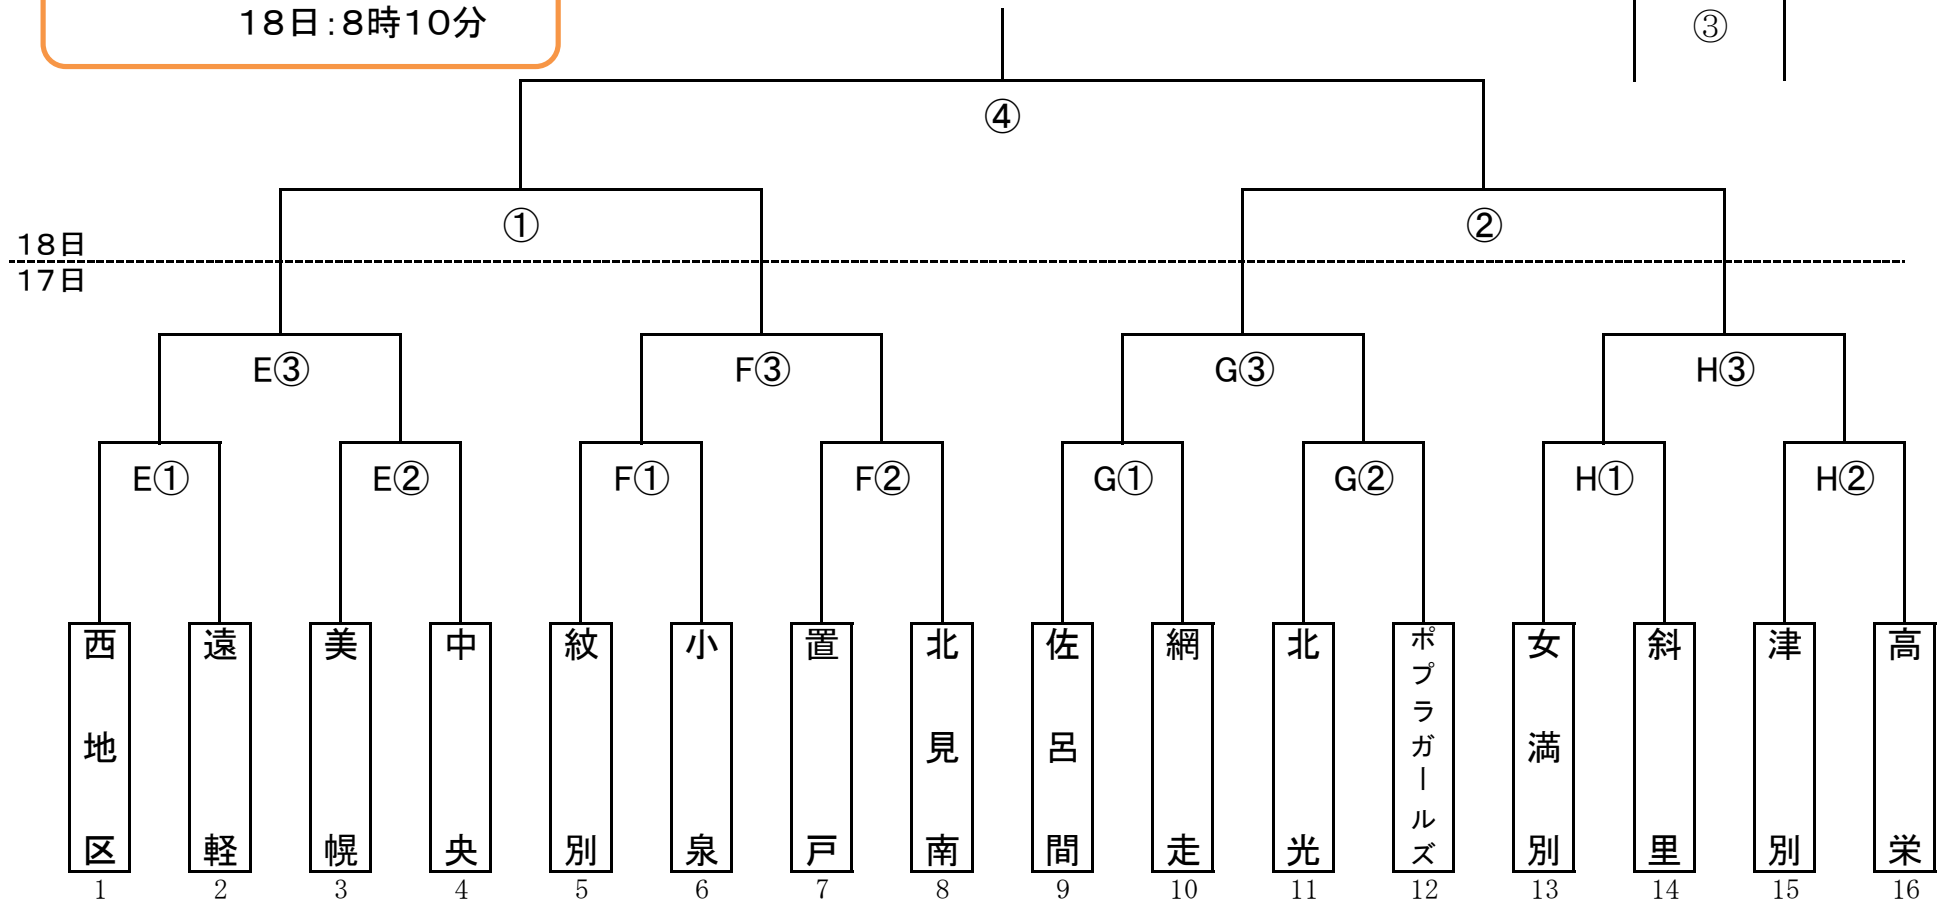 18日:8時10分
③
④
① ②
18日
17日
E③ F③ G③ H③
E① E② F① F② G① G② H① H②
西地区
遠軽
美幌
中央
紋別
小泉
置戸
北見南
佐呂間
網走
北光
ポプラガールズ
女満別
斜里
津別
高栄
1 2 3 4 5 6 7 8 9 10 11 12 13 14 15 16